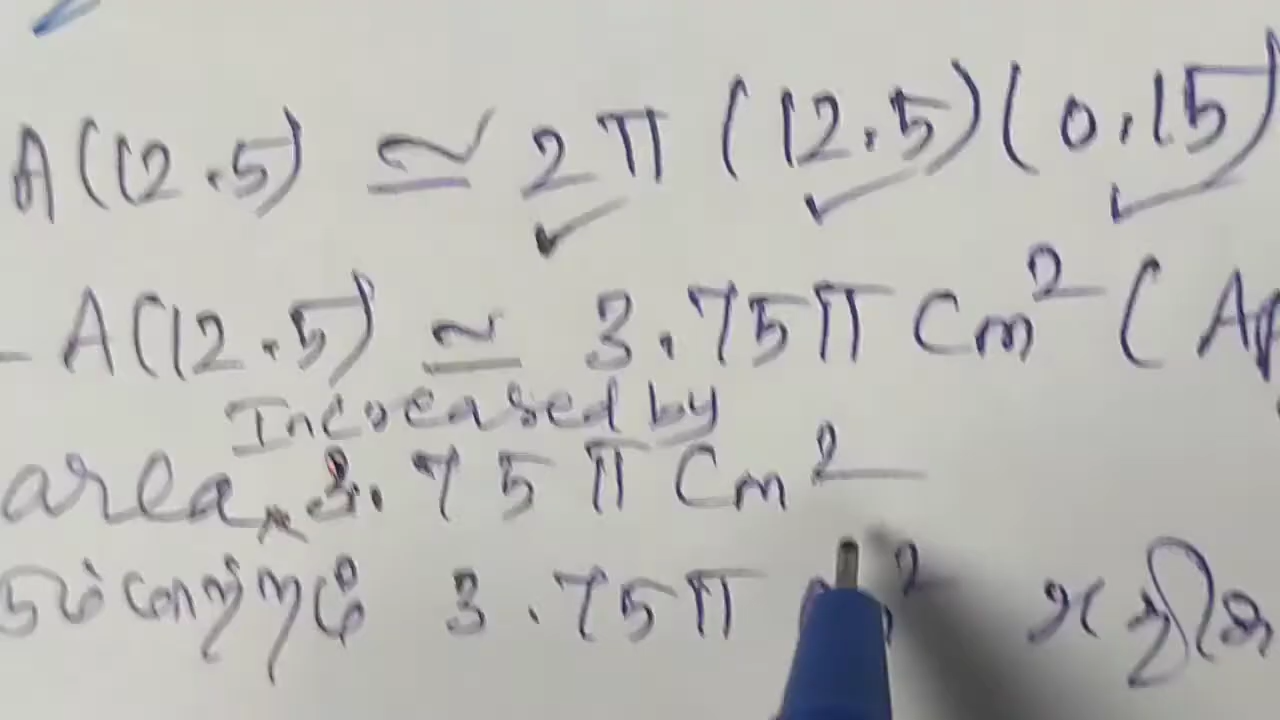 A(12.5) ≃ 2π (12.5)(0.15)
- A(12.5) ≃ 3.75π Cm² (Ap
Increased by
area 3.75π Cm²
3.75π